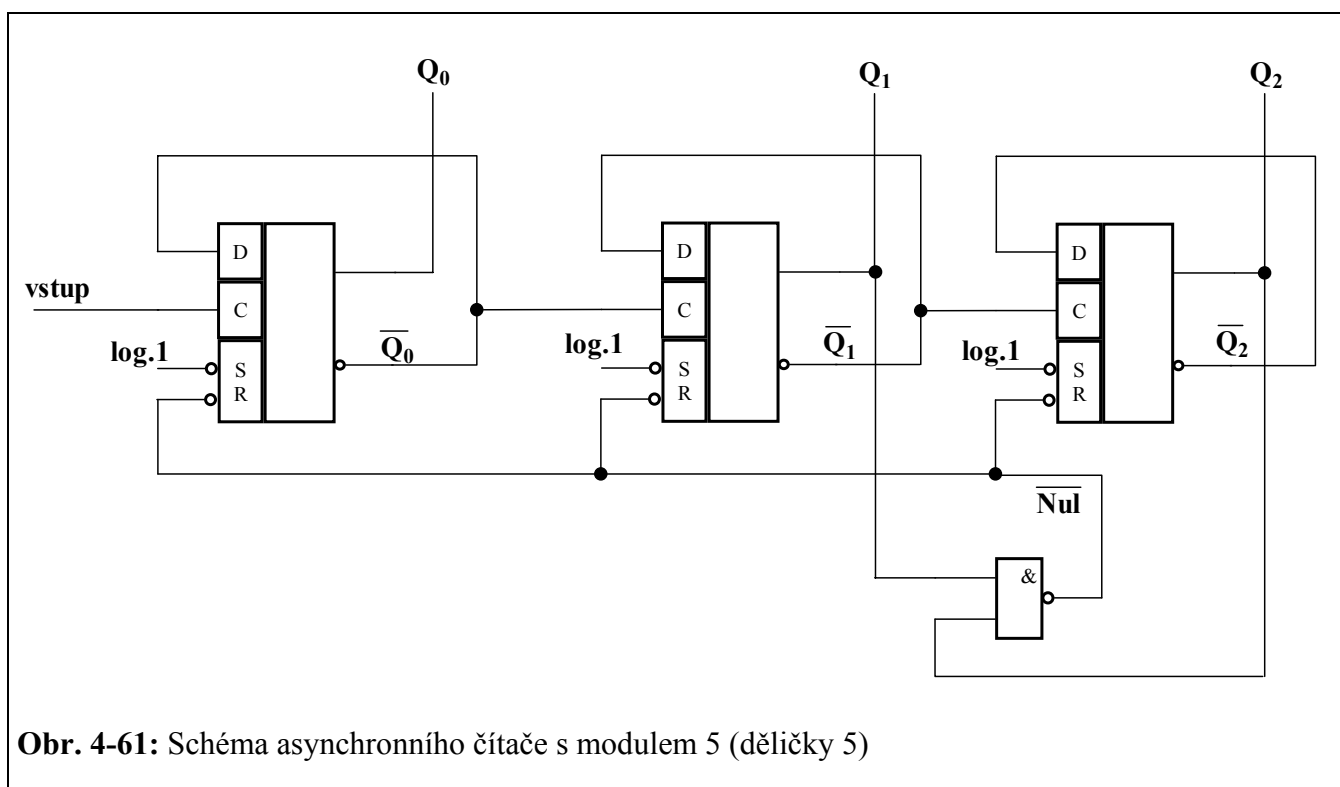 Q0 Q1 Q2
D D D
vstup C C C
log.1 Q0 log.1 Q1 log.1 Q2
S S S
R R R
Nul
&
Obr. 4-61: Schéma asynchronního čítače s modulem 5 (děličky 5)